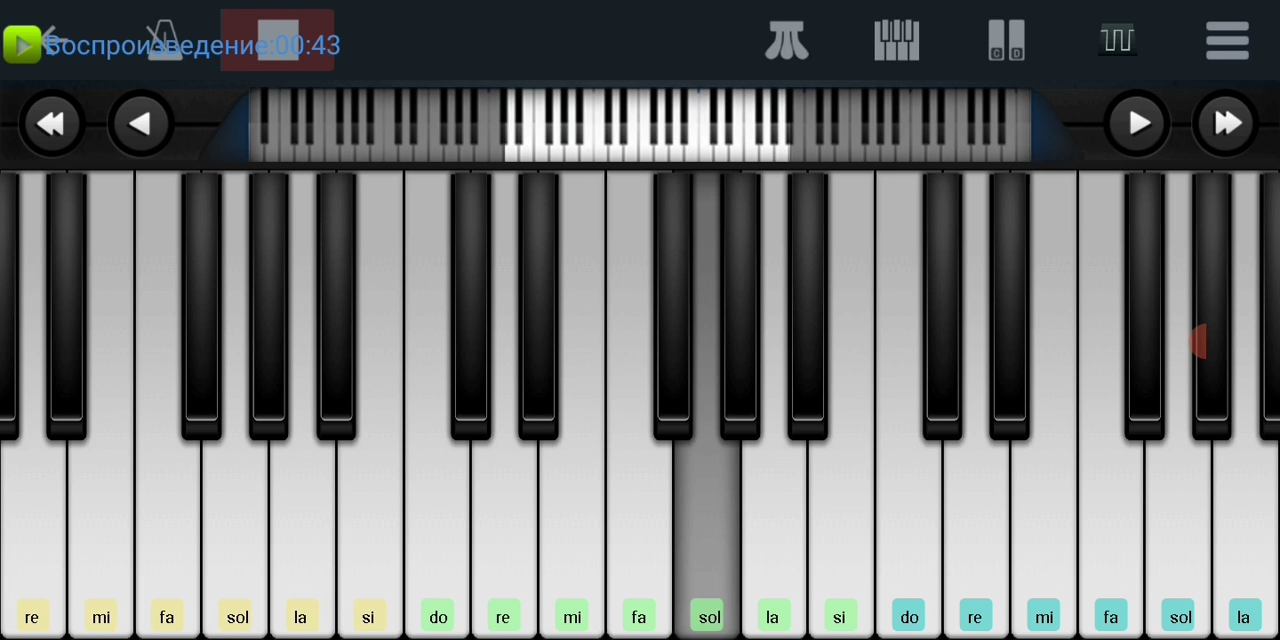 Воспроизведение:00:43
C D
re mi fa sol la si do re mi fa sol la si do re mi fa sol la